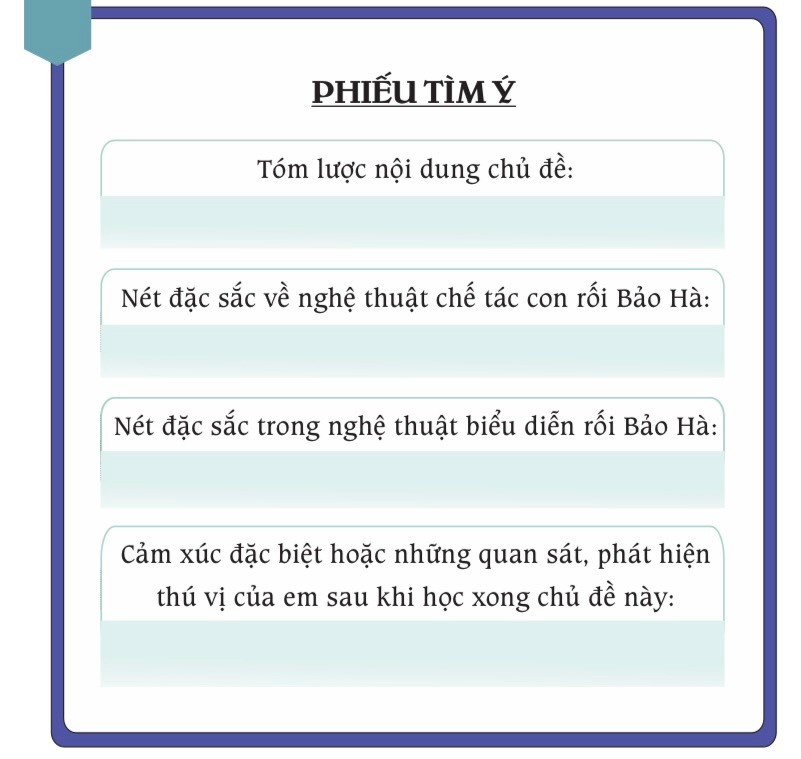 PHIẾU TÌM Ý
Tóm lược nội dung chủ đề:
Nét đặc sắc về nghệ thuật chế tác con rối Bảo Hà:
Nét đặc sắc trong nghệ thuật biểu diễn rối Bảo Hà:
Cảm xúc đặc biệt hoặc những quan sát, phát hiện
thú vị của em sau khi học xong chủ đề này: